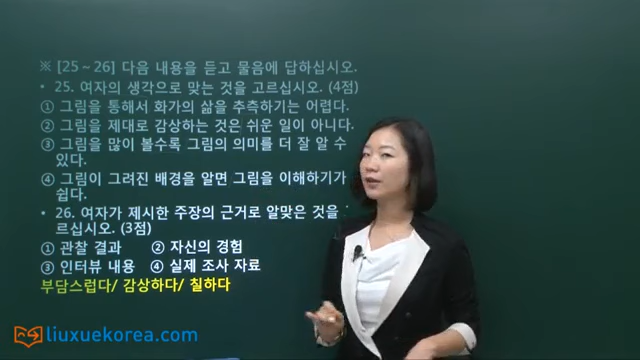 ※ [25~26] 다음 내용을 듣고 물음에 답하십시오.
• 25. 여자의 생각으로 맞는 것을 고르십시오. (4점)
① 그림을 통해서 화가의 삶을 추측하기는 어렵다.
② 그림을 제대로 감상하는 것은 쉬운 일이 아니다.
③ 그림을 많이 볼수록 그림의 의미를 더 잘 알 수
있다.
④ 그림이 그려진 배경을 알면 그림을 이해하기가
쉽다.
• 26. 여자가 제시한 주장의 근거로 알맞은 것을
르십시오. (3점)
① 관찰 결과 ② 자신의 경험
③ 인터뷰 내용 ④ 실제 조사 자료
부담스럽다/ 감상하다/ 칠하다
liuxuekorea.com